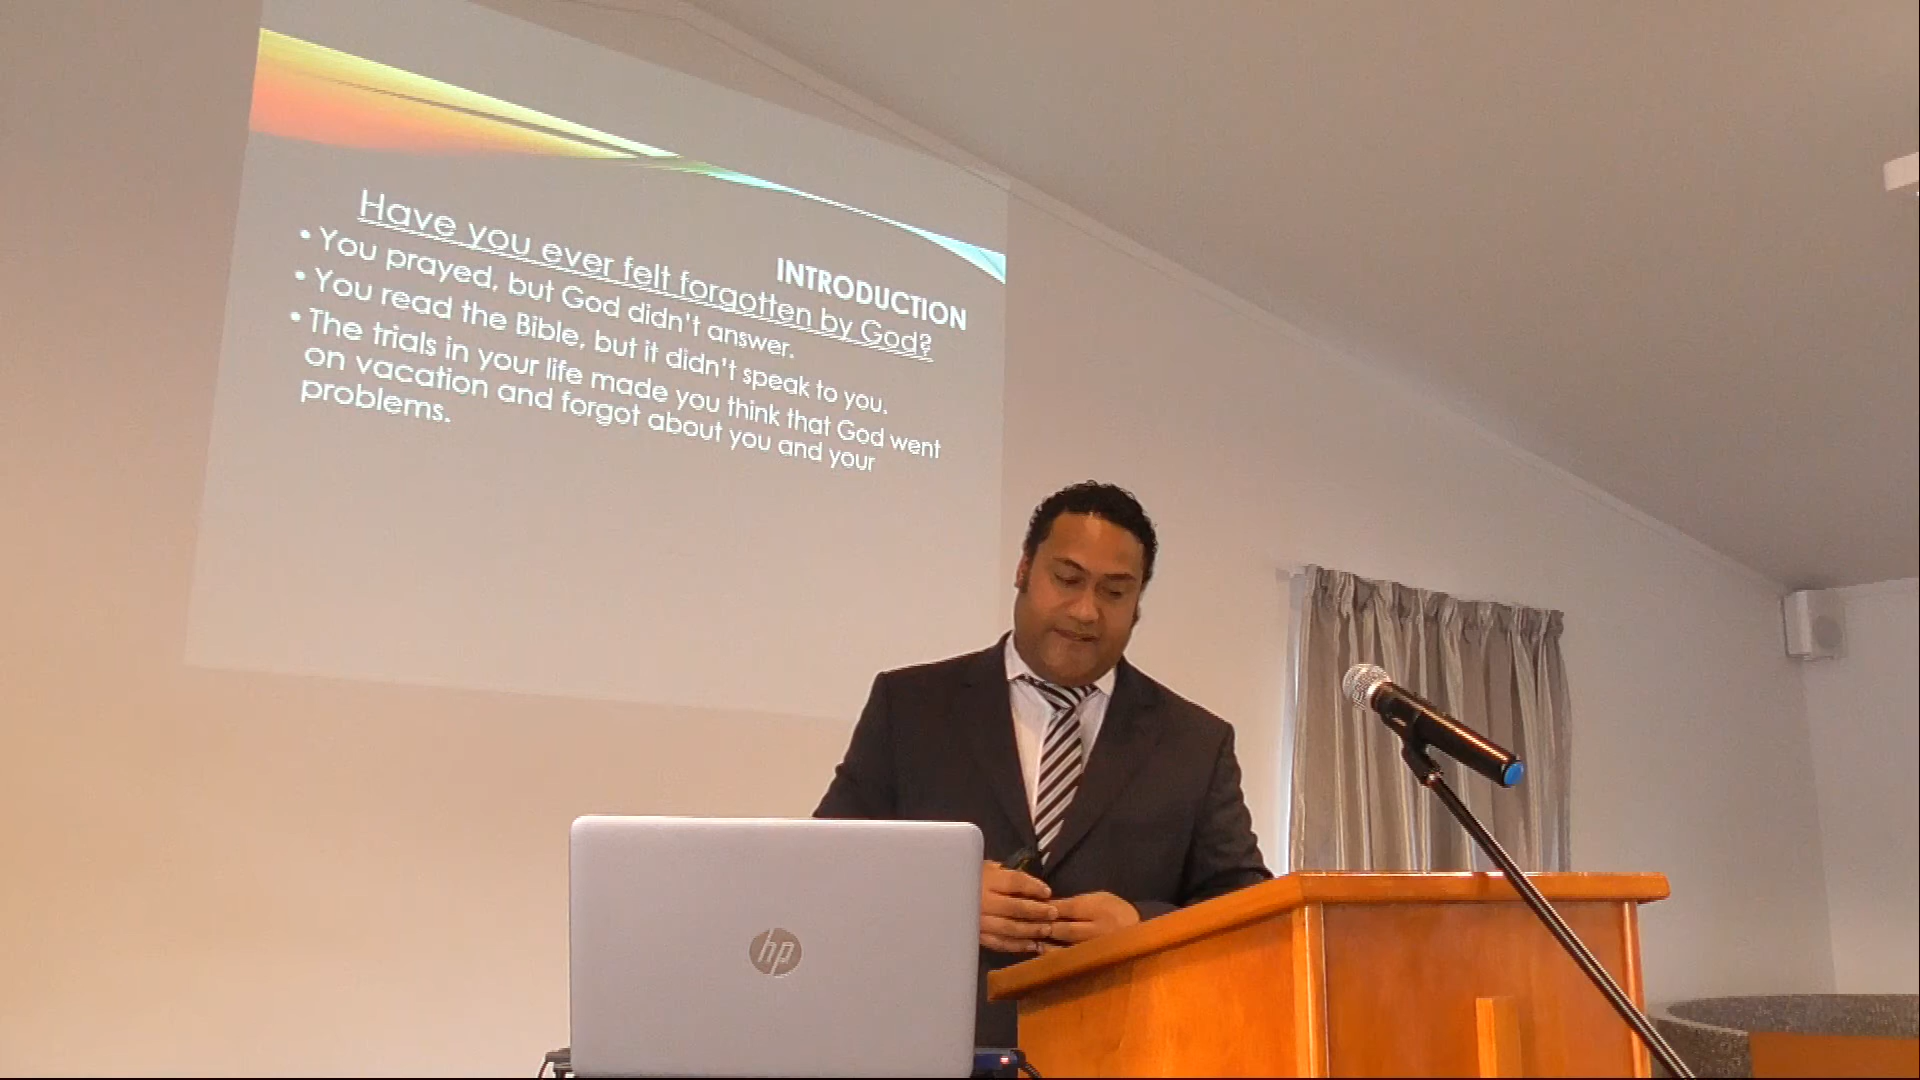 INTRODUCTION
Have you ever felt forgotten by God?
• You prayed, but God didn't answer.
• You read the Bible, but it didn't speak to you.
• The trials in your life made you think that God went
on vacation and forgot about you and your
problems.
hp